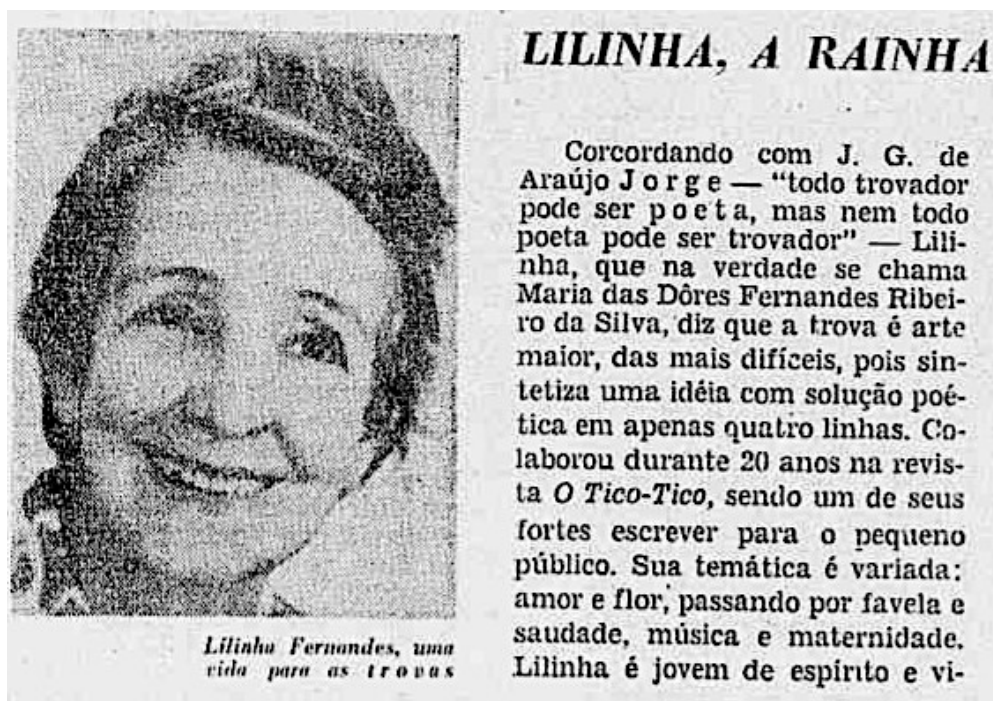 LILINHA, A RAINHA
Corcordando com J. G. de
Araújo Jorge — "todo trovador
pode ser poeta, mas nem todo
poeta pode ser trovador" — Lili-
nha, que na verdade se chama
Maria das Dôres Fernandes Ribei-
ro da Silva, diz que a trova é arte
maior, das mais difíceis, pois sin-
tetiza uma idéia com solução poé-
tica em apenas quatro linhas. Co-
laborou durante 20 anos na revis-
ta O Tico-Tico, sendo um de seus
fortes escrever para o pequeno
público. Sua temática é variada:
amor e flor, passando por favela e
saudade, música e maternidade.
Lilinha é jovem de espírito e vi-
Lilinha Fernandes, uma
vida para as trovas